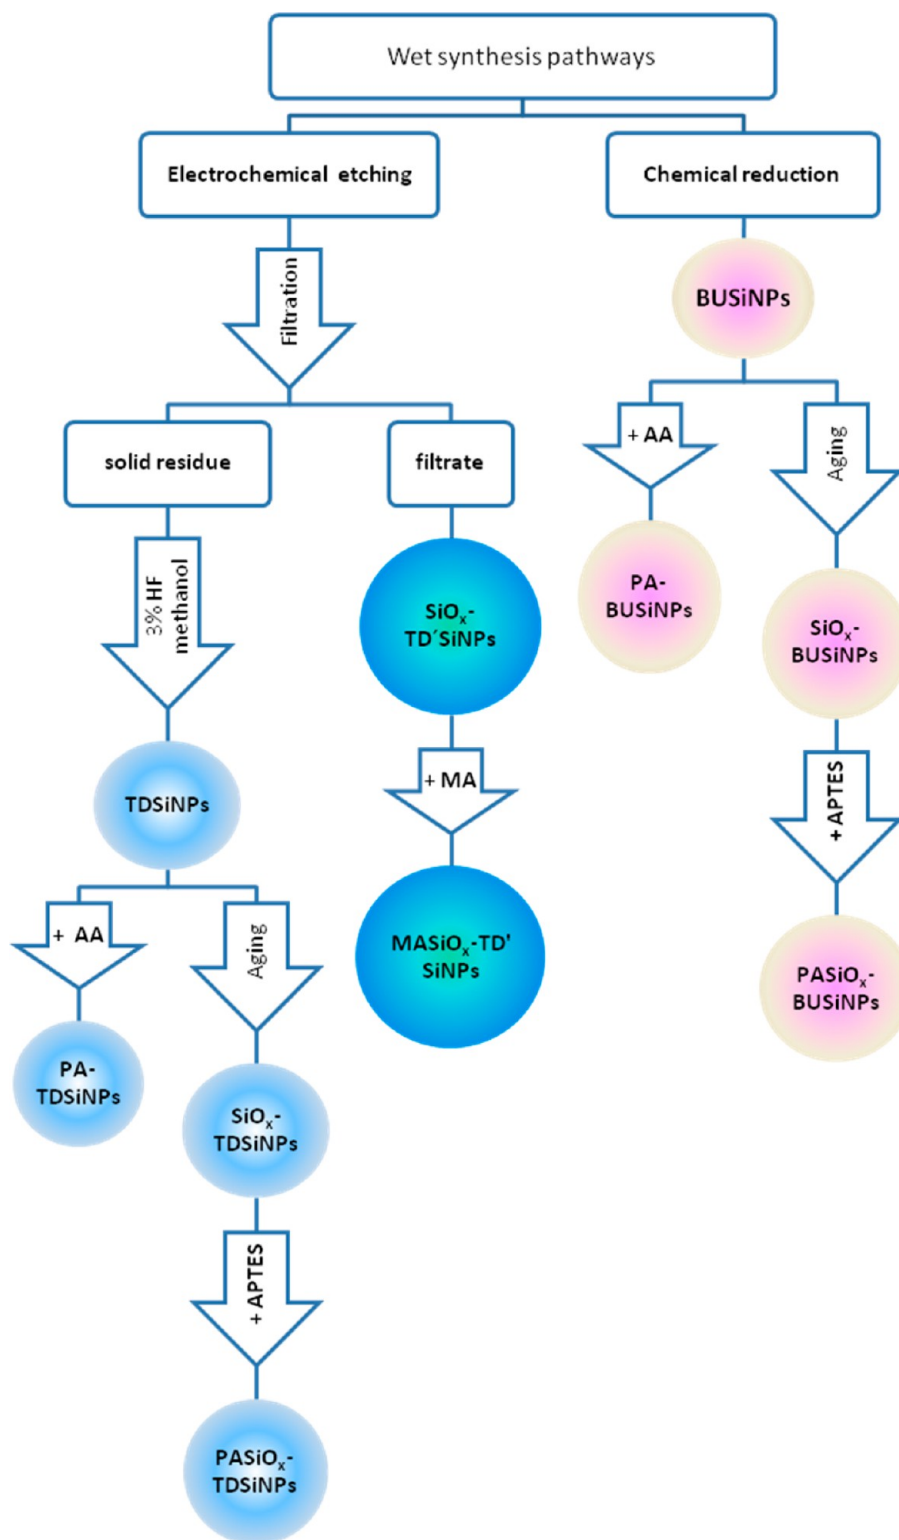 Wet synthesis pathways
Electrochemical etching
Chemical reduction
Filtration
BUSiNPs
solid residue
filtrate
+ AA
Aging
3% HF
methanol
SiOₓ-
TD´SiNPs
PA-
BUSiNPs
SiOₓ-
BUSiNPs
TDSiNPs
+ MA
+ APTES
+ AA
Aging
MASiOₓ-TD'
SiNPs
PASiOₓ-
BUSiNPs
PA-
TDSiNPs
SiOₓ-
TDSiNPs
+ APTES
PASiOₓ-
TDSiNPs